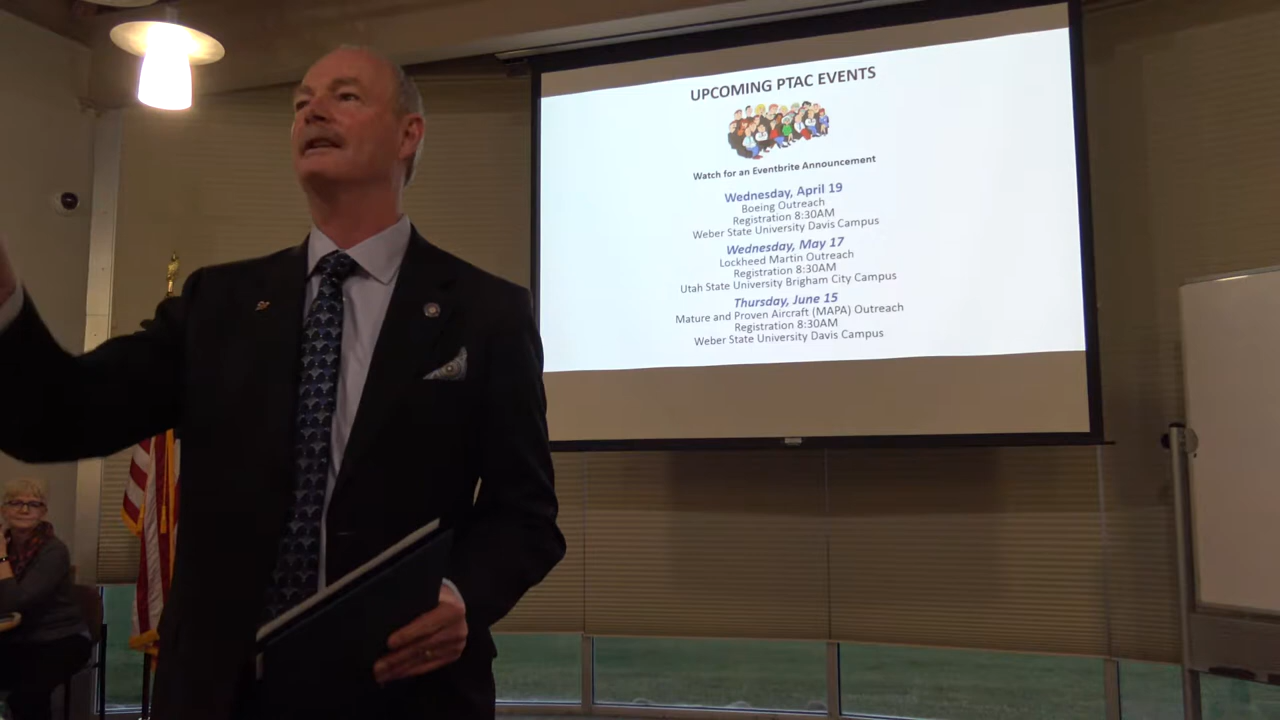 UPCOMING PTAC EVENTS
Watch for an Eventbrite Announcement
Wednesday, April 19
Boeing Outreach
Registration 8:30AM
Weber State University Davis Campus
Wednesday, May 17
Lockheed Martin Outreach
Registration 8:30AM
Utah State University Brigham City Campus
Thursday, June 15
Mature and Proven Aircraft (MAPA) Outreach
Registration 8:30AM
Weber State University Davis Campus